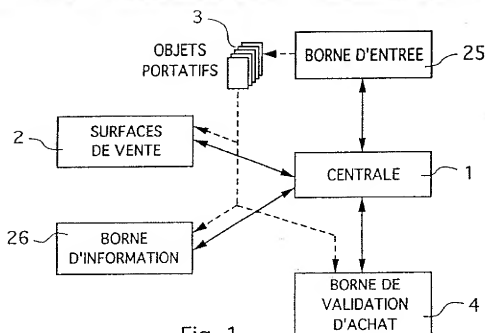 3
OBJETS
PORTATIFS
BORNE D'ENTREE
25
2
SURFACES
DE VENTE
CENTRALE
1
26
BORNE
D'INFORMATION
BORNE DE
VALIDATION
D'ACHAT
4
Fig. 1